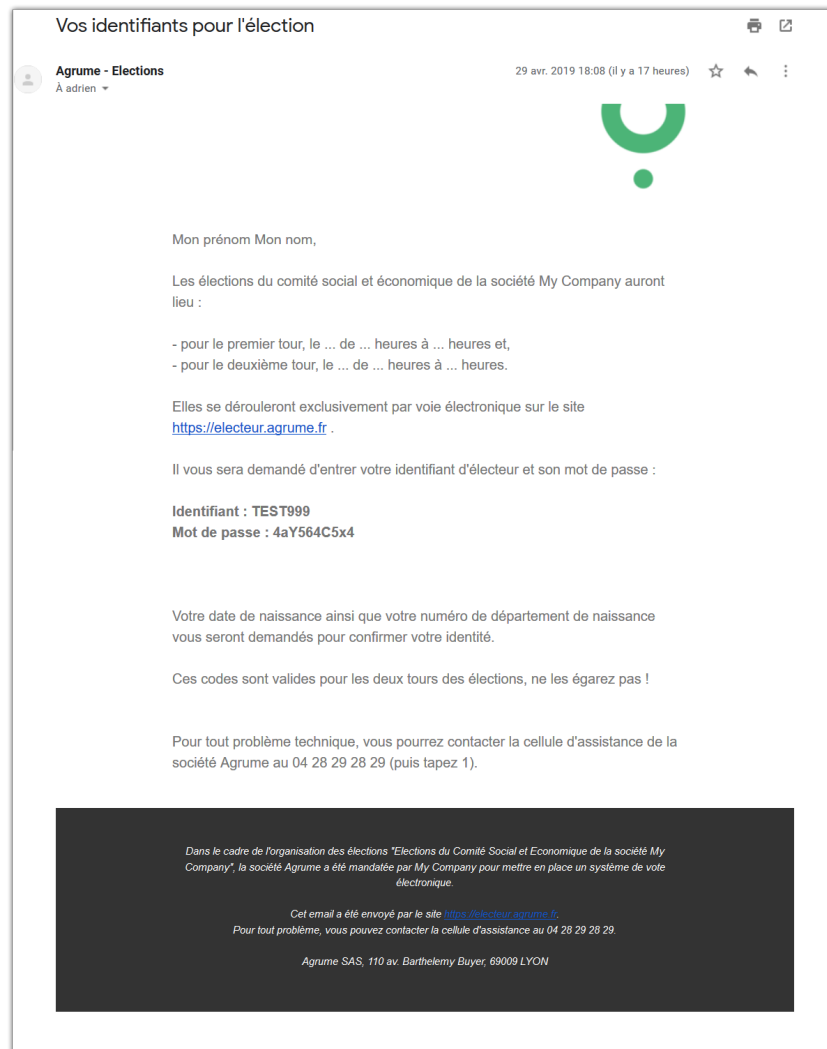 Vos identifiants pour l'élection
Agrume - Elections
29 avr. 2019 18:08 (il y a 17 heures)
À adrien
Mon prénom Mon nom,
Les élections du comité social et économique de la société My Company auront
lieu :
- pour le premier tour, le ... de ... heures à ... heures et,
- pour le deuxième tour, le ... de ... heures à ... heures.
Elles se dérouleront exclusivement par voie électronique sur le site
https://electeur.agrume.fr .
Il vous sera demandé d'entrer votre identifiant d'électeur et son mot de passe :
Identifiant : TEST999
Mot de passe : 4aY564C5x4
Votre date de naissance ainsi que votre numéro de département de naissance
vous seront demandés pour confirmer votre identité.
Ces codes sont valides pour les deux tours des élections, ne les égarez pas !
Pour tout problème technique, vous pourrez contacter la cellule d'assistance de la
société Agrume au 04 28 29 28 29 (puis tapez 1).
Dans le cadre de l'organisation des élections "Elections du Comité Social et Economique de la société My
Company", la société Agrume a été mandatée par My Company pour mettre en place un système de vote
électronique.
Cet email a été envoyé par le site https://electeur.agrume.fr.
Pour tout problème, vous pouvez contacter la cellule d'assistance au 04 28 29 28 29.
Agrume SAS, 110 av. Barthelemy Buyer, 69009 LYON